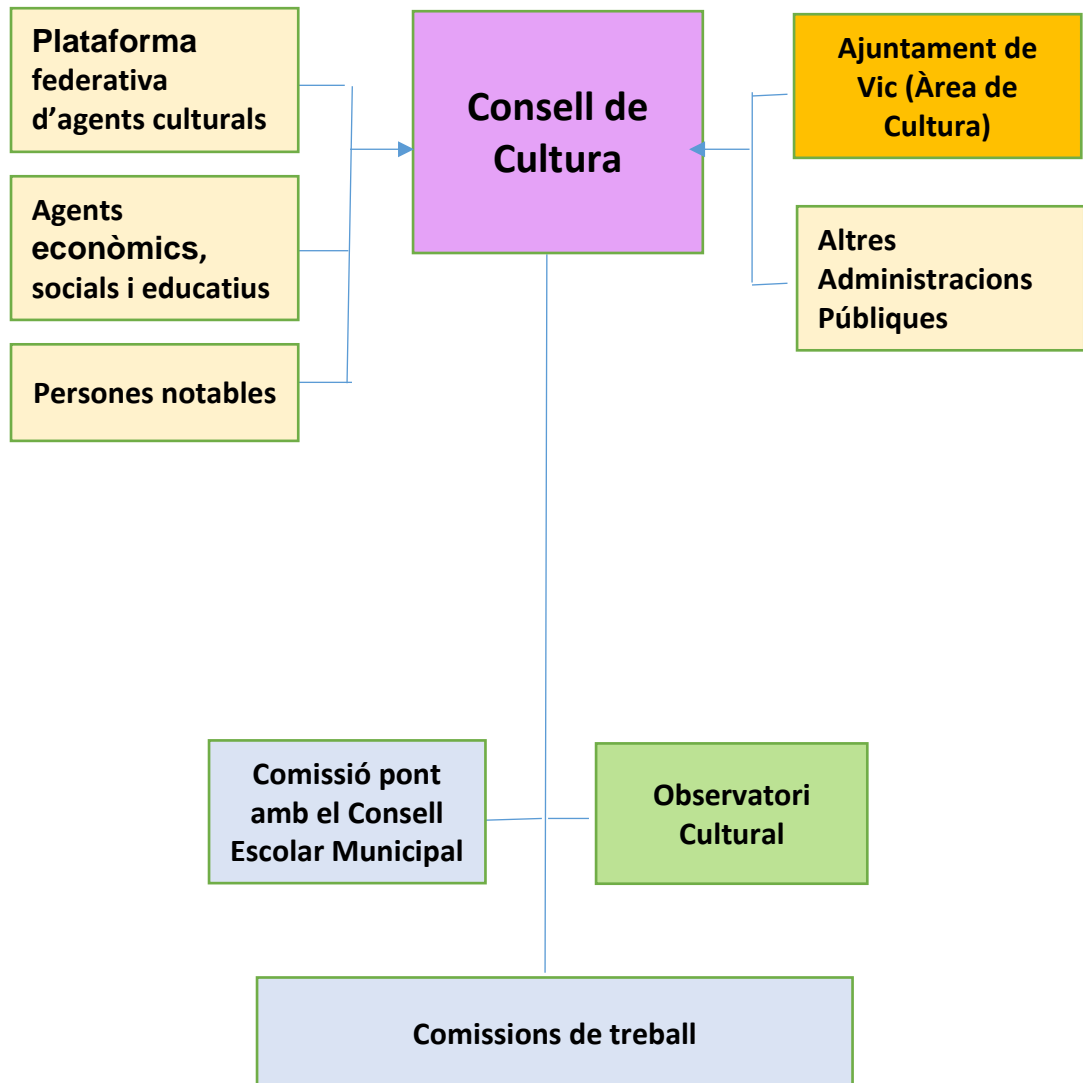 Plataforma
federativa
d’agents culturals
Agents
econòmics,
socials i educatius
Persones notables
Consell de
Cultura
Ajuntament de
Vic (Àrea de
Cultura)
Altres
Administracions
Públiques
Comissió pont
amb el Consell
Escolar Municipal
Observatori
Cultural
Comissions de treball